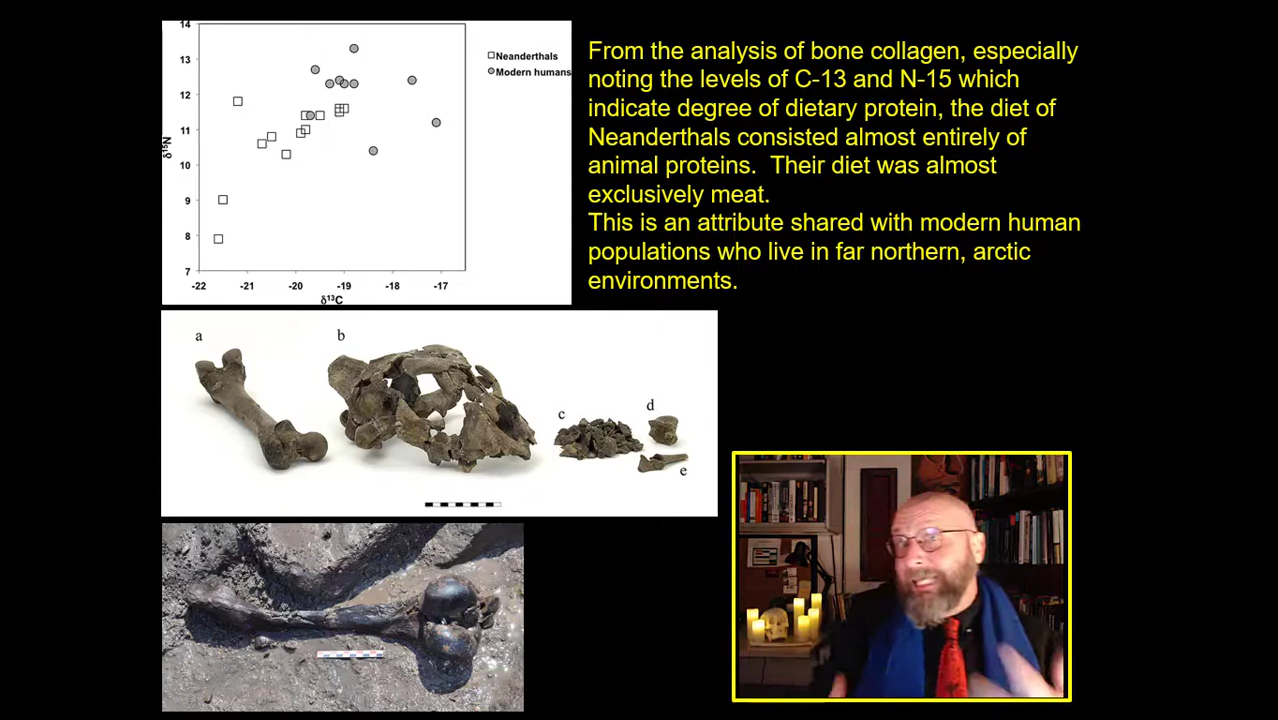 14
13
12
11
10
9
8
7
δ15N
-22
-21
-20
-19
-18
-17
δ13C
Neanderthals
Modern humans
From the analysis of bone collagen, especially
noting the levels of C-13 and N-15 which
indicate degree of dietary protein, the diet of
Neanderthals consisted almost entirely of
animal proteins.  Their diet was almost
exclusively meat.
This is an attribute shared with modern human
populations who live in far northern, arctic
environments.
a
b
c
d
e